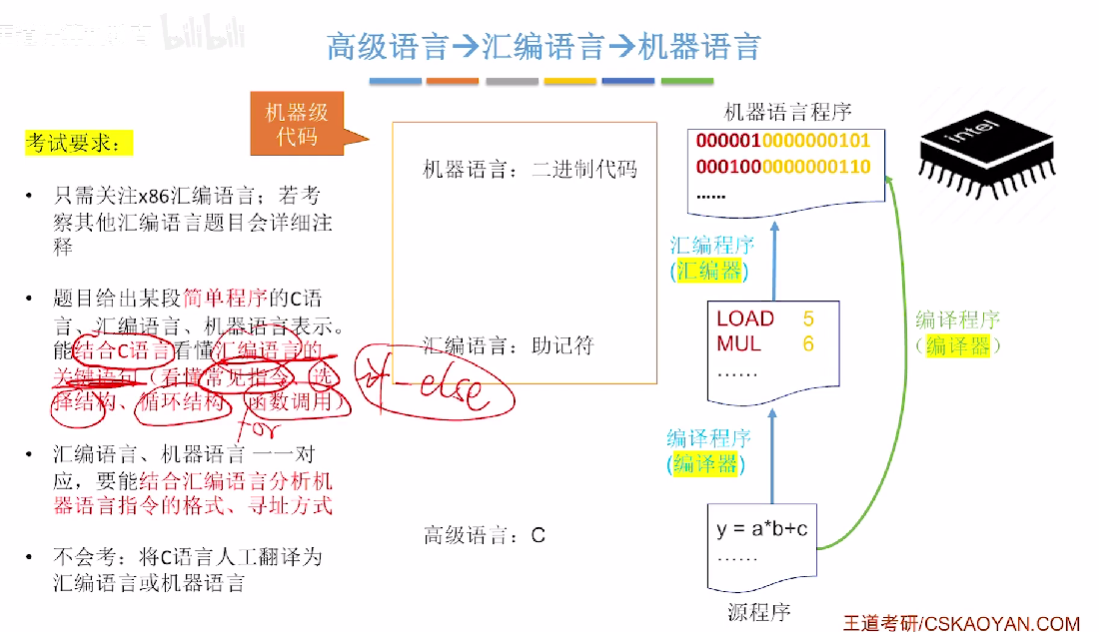 bilibili
高级语言→汇编语言→机器语言
考试要求：
• 只需关注x86汇编语言；若考
察其他汇编语言题目会详细注
释
• 题目给出某段简单程序的C语
言、汇编语言、机器语言表示。
能结合C语言看懂汇编语言的
关键语句（看懂常见指令、选
择结构、循环结构、函数调用）
if-else
for
• 汇编语言、机器语言一一对
应，要能结合汇编语言分析机
器语言指令的格式、寻址方式
• 不会考：将C语言人工翻译为
汇编语言或机器语言
机器级
代码
机器语言：二进制代码
汇编语言：助记符
高级语言：C
机器语言程序
000001 0000000101
000100 0000000110
......
intel
汇编程序
(汇编器)
LOAD 5
MUL 6
......
编译程序
（编译器）
编译程序
(编译器)
y = a*b+c
......
源程序
王道考研/CSKAOYAN.COM